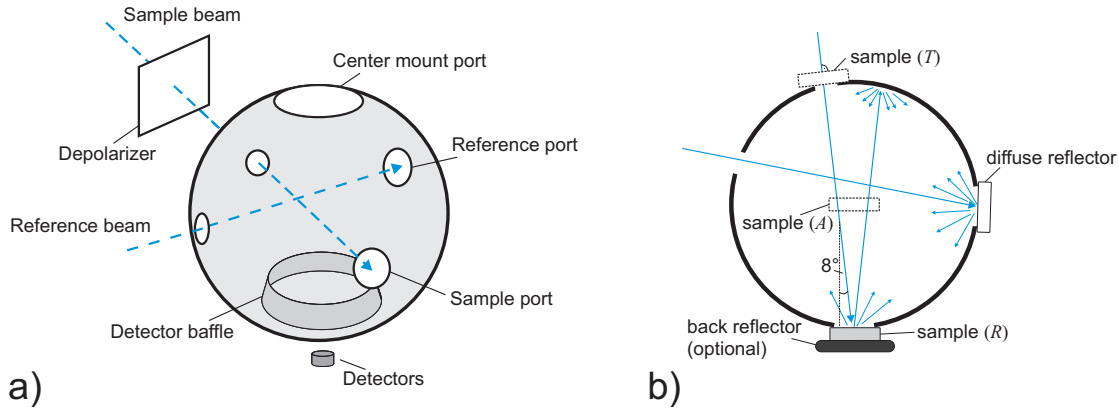 Sample beam
Center mount port
Depolarizer
Reference port
Reference beam
Sample port
Detector baffle
Detectors
a)
sample (T)
diffuse reflector
sample (A)
8°
back reflector
(optional)
sample (R)
b)